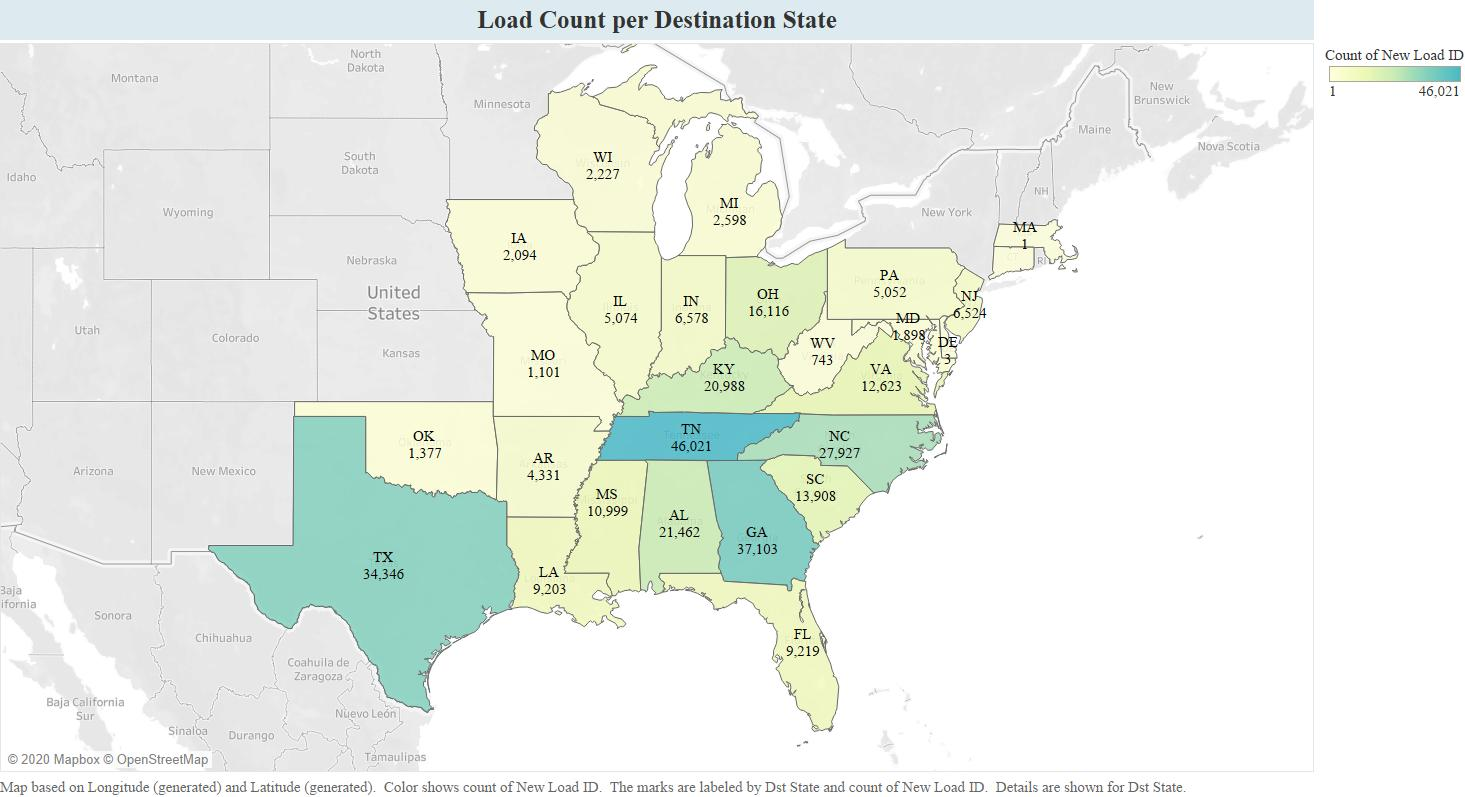 Load Count per Destination State
Count of New Load ID
1 46,021
North
Dakota
Montana
Minnesota
New
Brunswick
Maine
Nova Scotia
Idaho
South
Dakota
Wyoming
WI
2,227
MI
2,598
NH
New York
MA
1
CT
RI
IA
2,094
Nebraska
United
States
Utah
Colorado
Kansas
IL
5,074
IN
6,578
OH
16,116
PA
5,052
NJ
6,524
MD
1,898
DE
3
WV
743
VA
12,623
MO
1,101
KY
20,988
TN
46,021
NC
27,927
OK
1,377
AR
4,331
SC
13,908
Arizona
New Mexico
MS
10,999
AL
21,462
GA
37,103
TX
34,346
LA
9,203
FL
9,219
Baja
ifornia
Sonora
Chihuahua
Coahuila de
Zaragoza
Baja California
Sur
Nuevo León
Sinaloa
Durango
Tamaulipas
© 2020 Mapbox © OpenStreetMap
Map based on Longitude (generated) and Latitude (generated).  Color shows count of New Load ID.  The marks are labeled by Dst State and count of New Load ID.  Details are shown for Dst State.